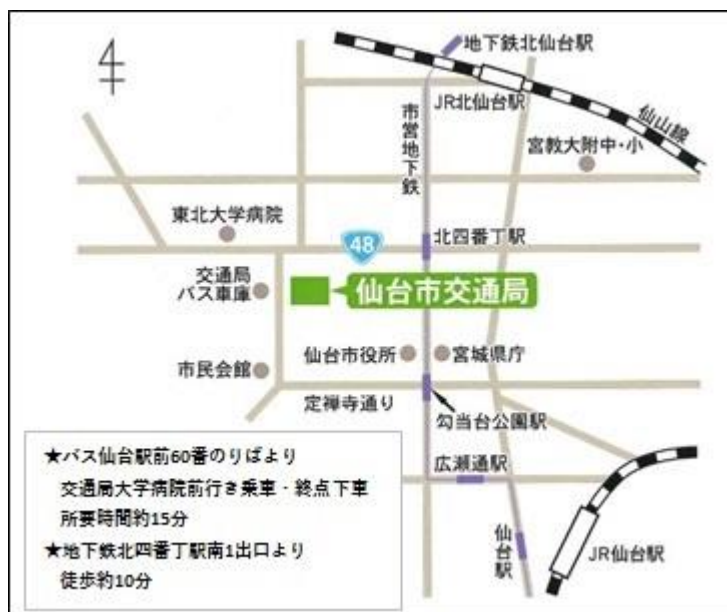 地下鉄北仙台駅
JR北仙台駅
仙山線
市営地下鉄
宮教大附中・小
東北大学病院
48
北四番丁駅
交通局
バス車庫
仙台市交通局
仙台市役所
宮城県庁
市民会館
定禅寺通り
勾当台公園駅
広瀬通駅
仙台駅
JR仙台駅
★バス仙台駅前60番のりばより
交通局大学病院前行き乗車・終点下車
所要時間約15分
★地下鉄北四番丁駅南1出口より
徒歩約10分